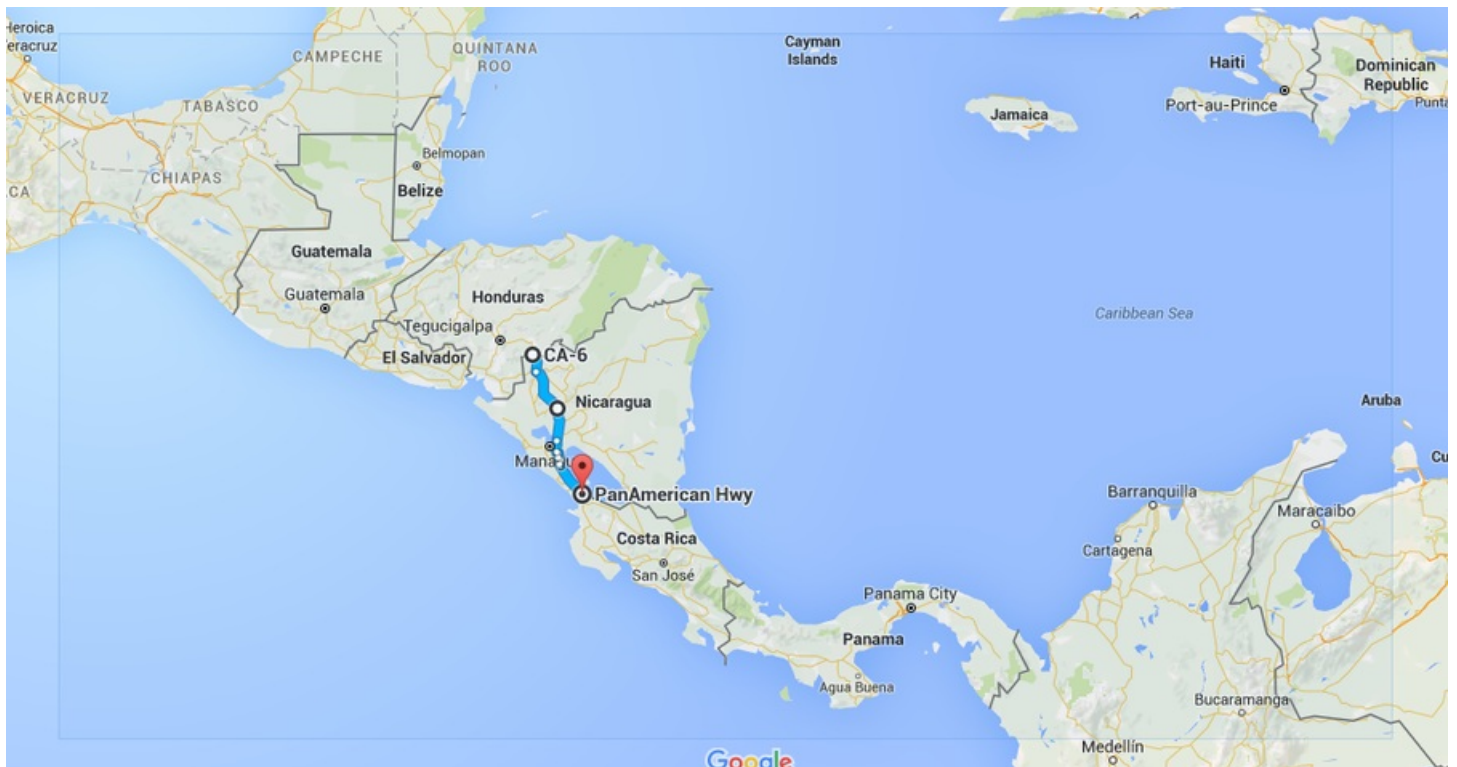 Heroica
Veracruz
CAMPECHE
QUINTANA
ROO
Cayman
Islands
Haiti
Dominican
Republic
VERACRUZ
TABASCO
Port-au-Prince
Punta
Jamaica
Belmopan
CHIAPAS
CA
Belize
Guatemala
Guatemala
Honduras
Caribbean Sea
Tegucigalpa
El Salvador
CA-6
Nicaragua
Aruba
Managu
Cu
PanAmerican Hwy
Barranquilla
Maracaibo
Costa Rica
Cartagena
San José
Panama City
Panama
Agua Buena
Bucaramanga
Medellín
Google